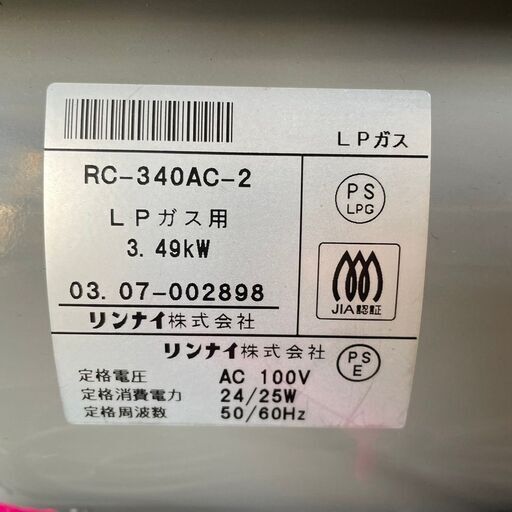 LPガス
RC-340AC-2
LPガス用
3.49kW
03.07-002898
リンナイ株式会社
PS
LPG
JIA認証
リンナイ株式会社
PS
E
定格電圧 AC 100V
定格消費電力 24/25W
定格周波数 50/60Hz